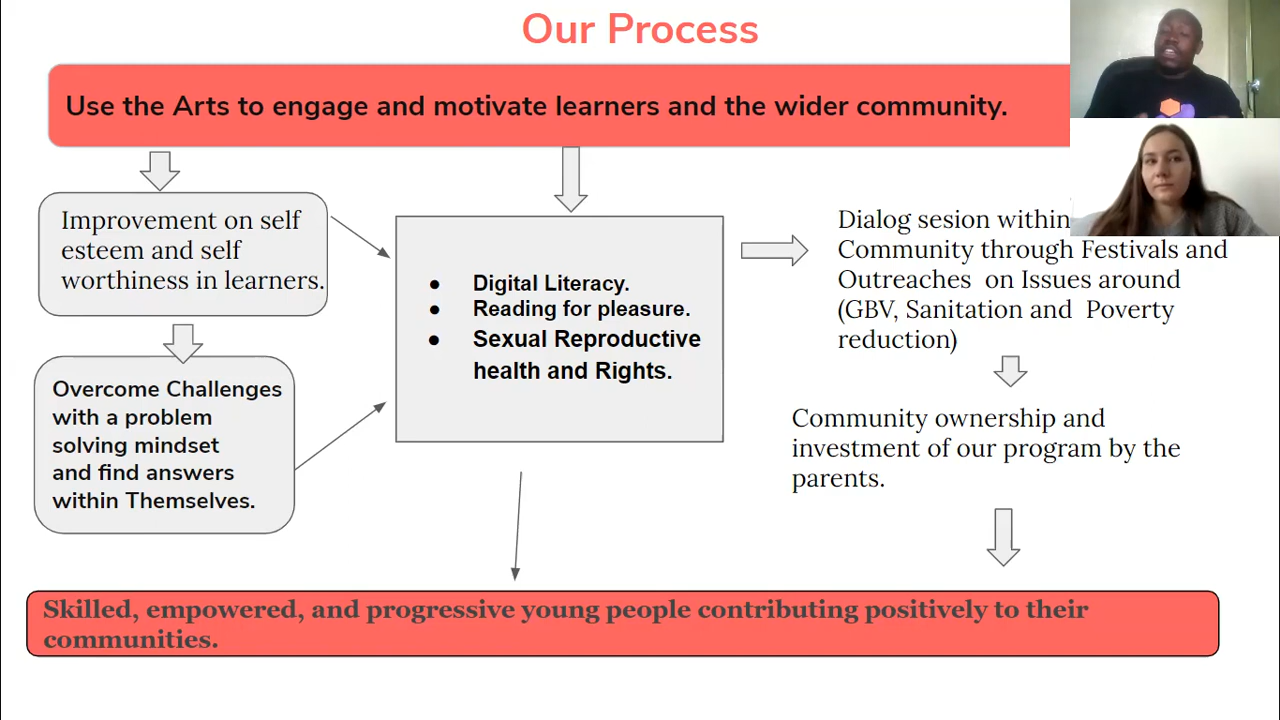 Our Process
Use the Arts to engage and motivate learners and the wider community.
Improvement on self
esteem and self
worthiness in learners.
Overcome Challenges
with a problem
solving mindset
and find answers
within Themselves.
● Digital Literacy.
● Reading for pleasure.
● Sexual Reproductive
health and Rights.
Dialog sesion within
Community through Festivals and
Outreaches on Issues around
(GBV, Sanitation and Poverty
reduction)
Community ownership and
investment of our program by the
parents.
Skilled, empowered, and progressive young people contributing positively to their
communities.